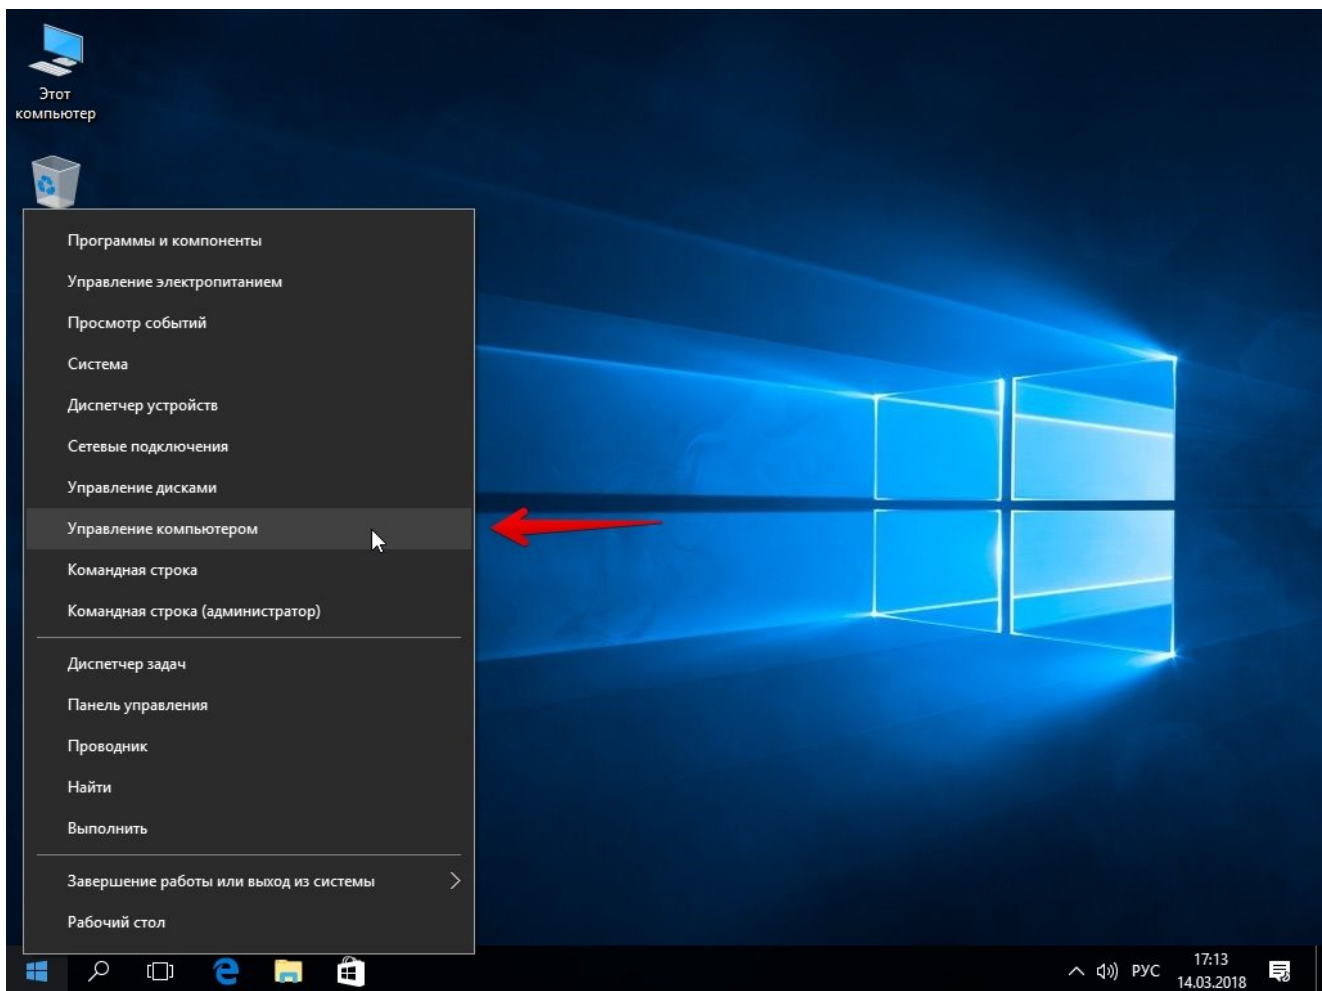 Этот
компьютер
Программы и компоненты
Управление электропитанием
Просмотр событий
Система
Диспетчер устройств
Сетевые подключения
Управление дисками
Управление компьютером
Командная строка
Командная строка (администратор)
Диспетчер задач
Панель управления
Проводник
Найти
Выполнить
Завершение работы или выход из системы
Рабочий стол
РУС
17:13
14.03.2018